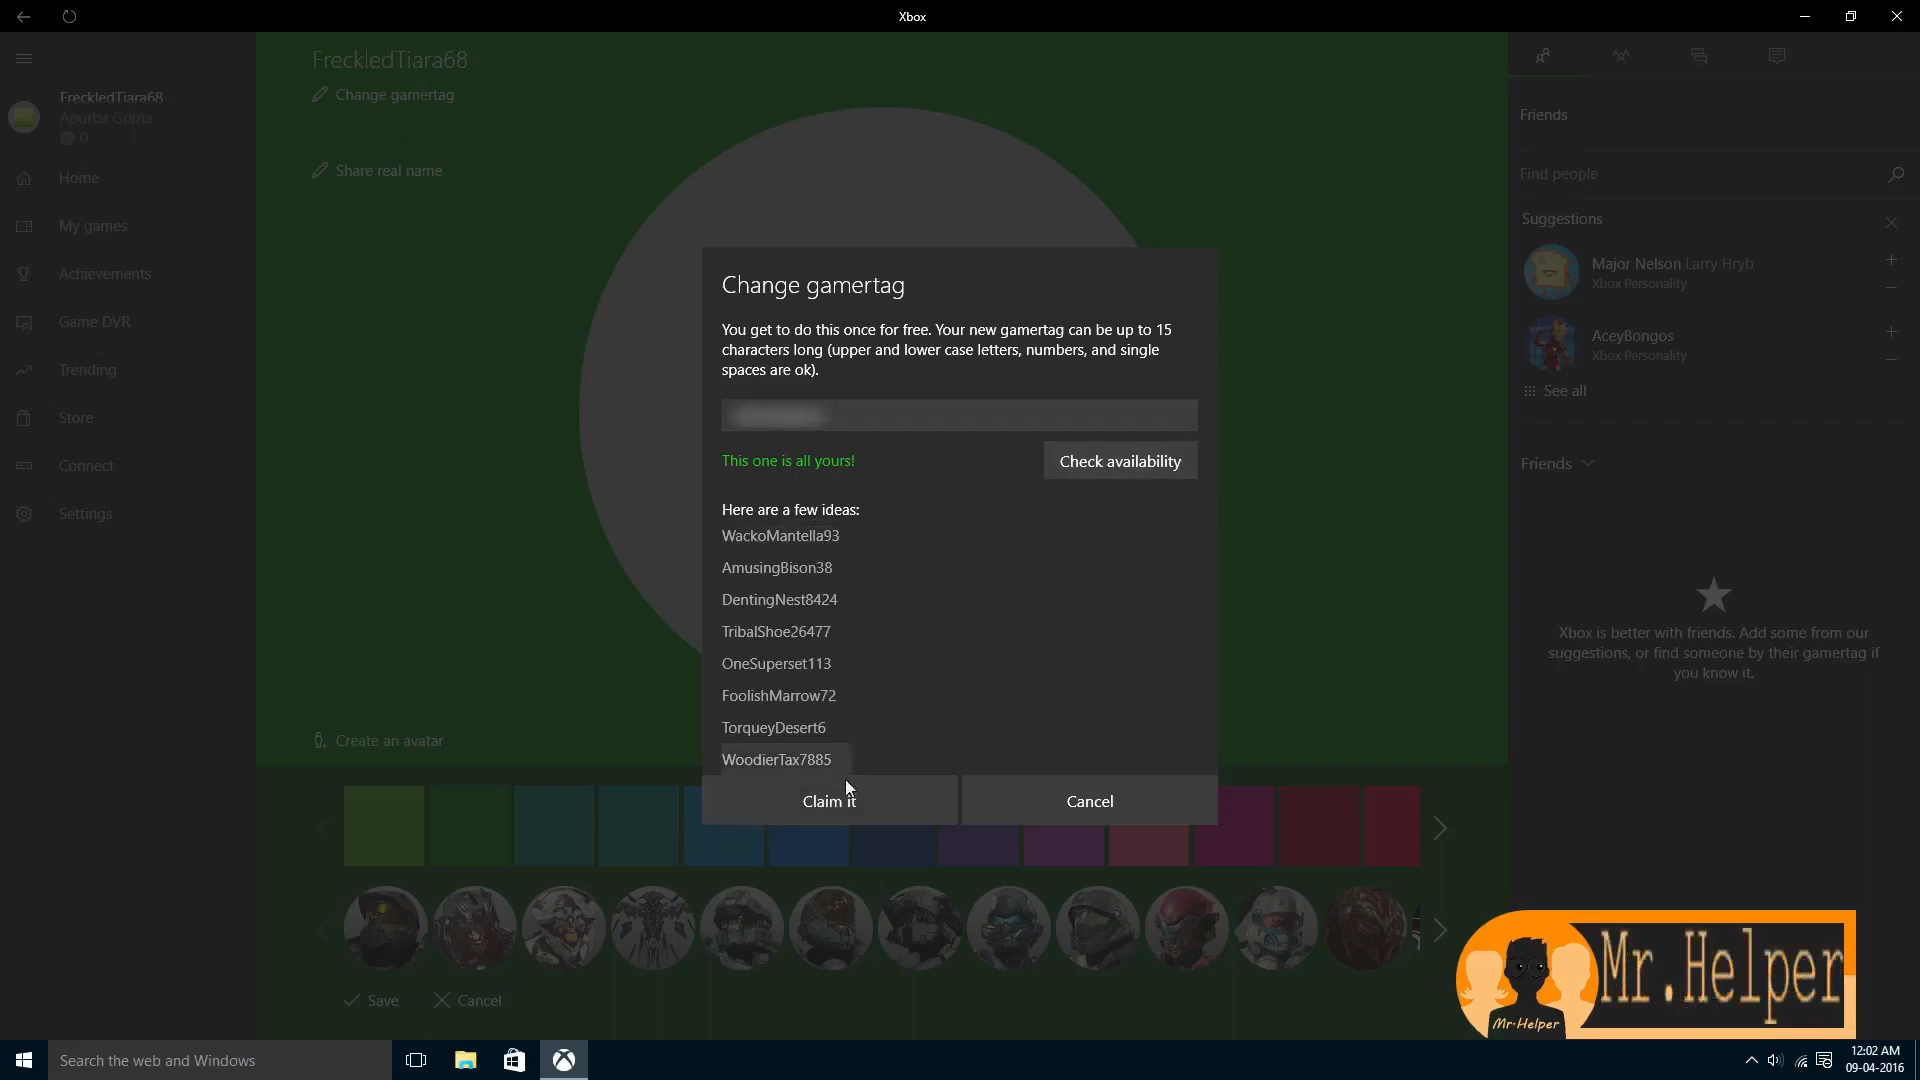 Xbox
FreckledTiara68
Apurba Gupta
0
Home
My games
Achievements
Game DVR
Trending
Store
Connect
Settings
FreckledTiara68
Change gamertag
Share real name
Create an avatar
Change gamertag
You get to do this once for free. Your new gamertag can be up to 15
characters long (upper and lower case letters, numbers, and single
spaces are ok).
This one is all yours!
Check availability
Here are a few ideas:
WackoMantella93
AmusingBison38
DentingNest8424
TribalShoe26477
OneSuperset113
FoolishMarrow72
TorqueyDesert6
WoodierTax7885
Claim it
Cancel
Save
Cancel
Friends
Find people
Suggestions
Major Nelson Larry Hryb
Xbox Personality
AceyBongos
Xbox Personality
See all
Friends
Xbox is better with friends. Add some from our
suggestions, or find someone by their gamertag if
you know it.
Mr.Helper
Mr-Helper
Search the web and Windows
12:02 AM
09-04-2016